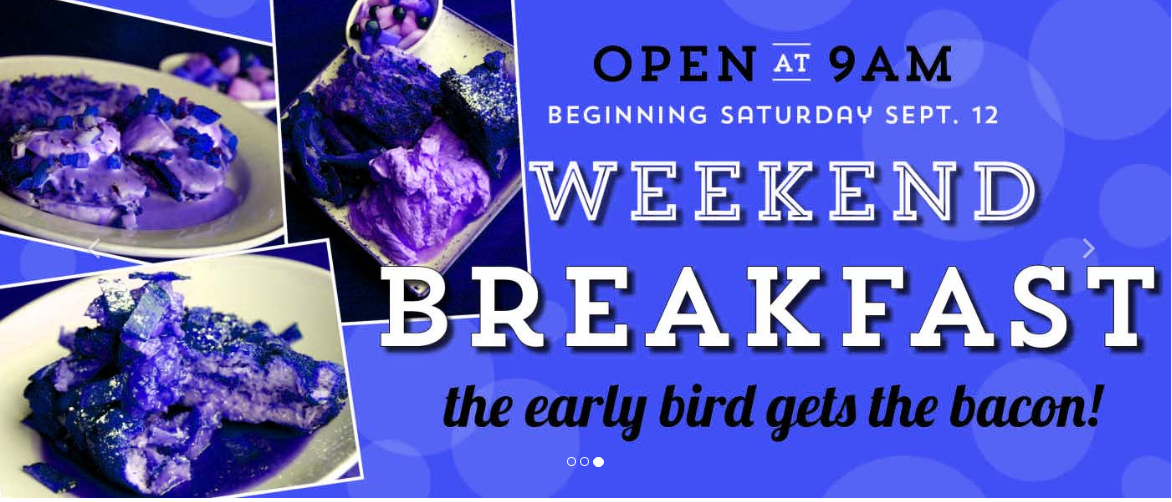 OPEN AT 9AM
BEGINNING SATURDAY SEPT. 12
WEEKEND
BREAKFAST
the early bird gets the bacon!